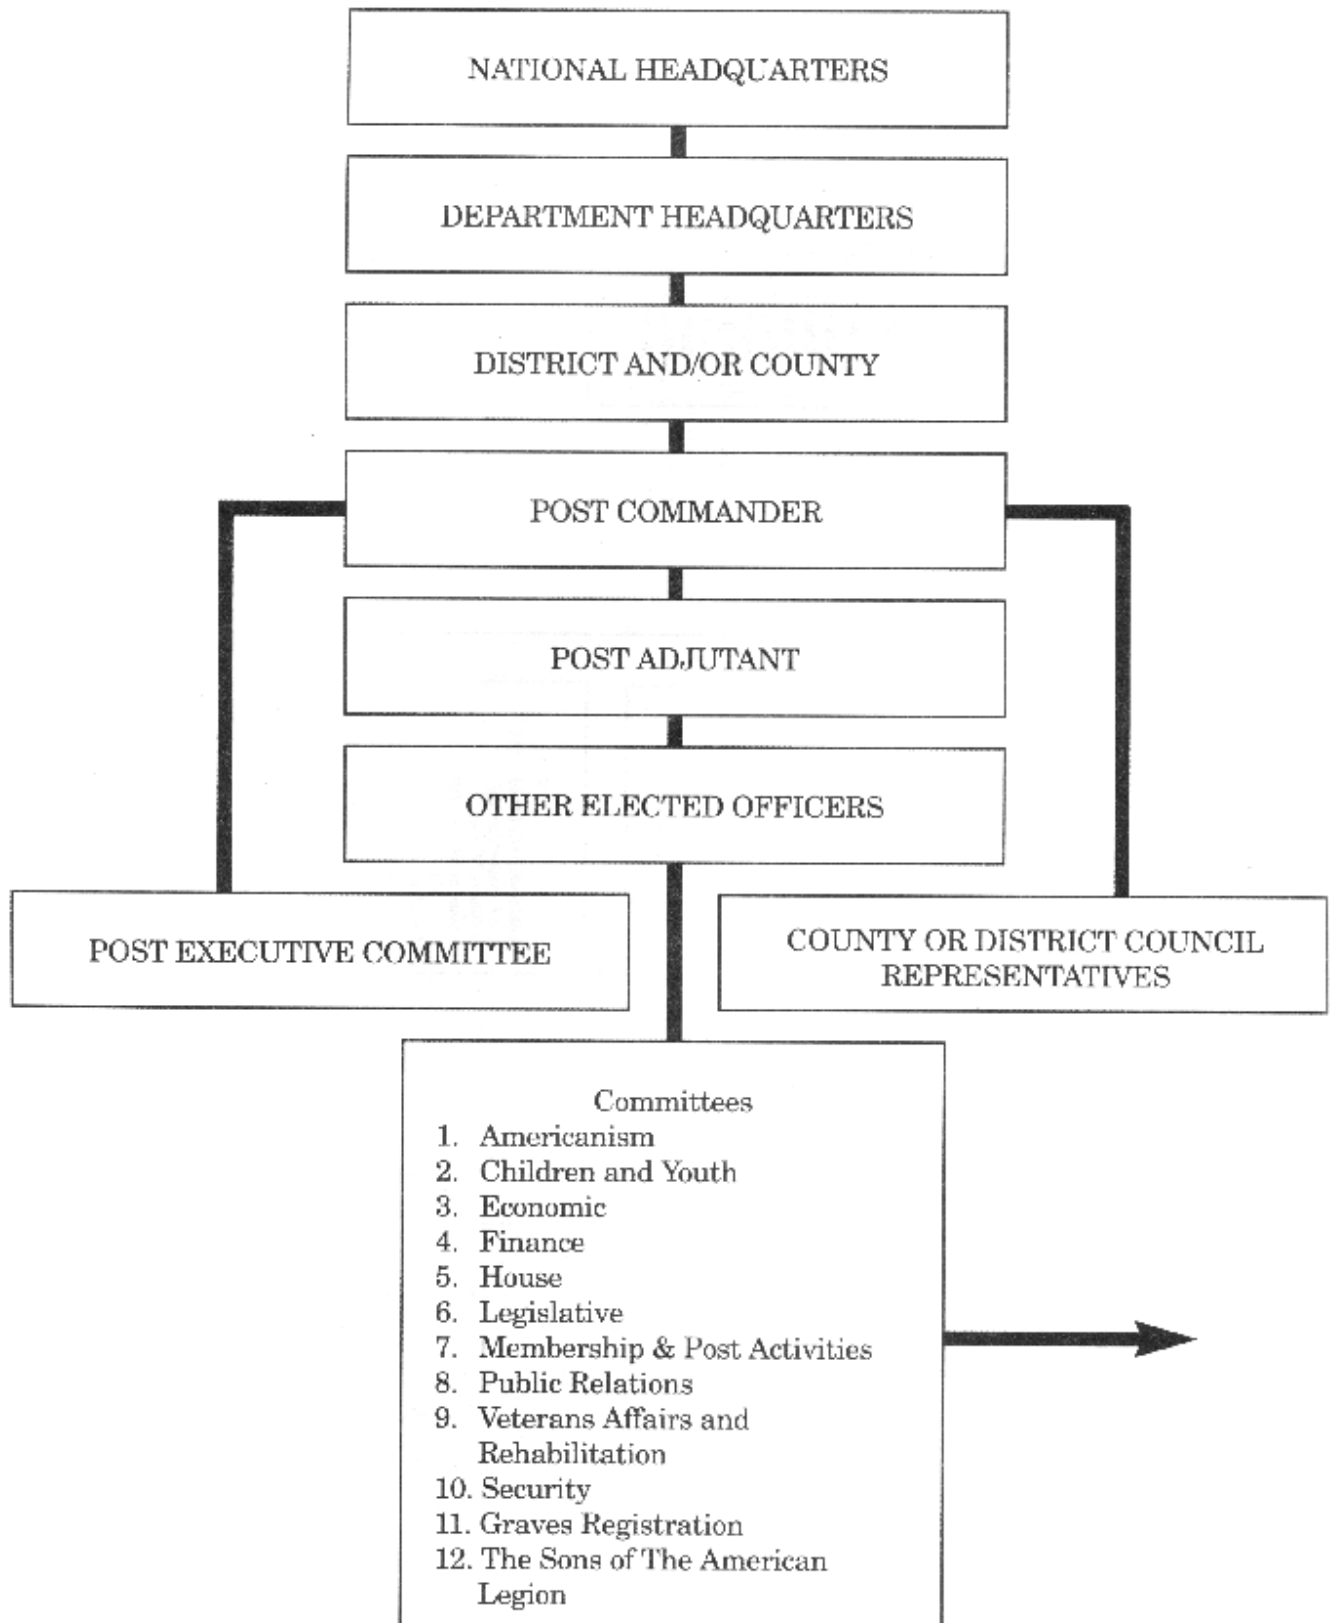 NATIONAL HEADQUARTERS
DEPARTMENT HEADQUARTERS
DISTRICT AND/OR COUNTY
POST COMMANDER
POST ADJUTANT
OTHER ELECTED OFFICERS
POST EXECUTIVE COMMITTEE
COUNTY OR DISTRICT COUNCIL
REPRESENTATIVES
Committees
1. Americanism
2. Children and Youth
3. Economic
4. Finance
5. House
6. Legislative
7. Membership & Post Activities
8. Public Relations
9. Veterans Affairs and
Rehabilitation
10. Security
11. Graves Registration
12. The Sons of The American
Legion